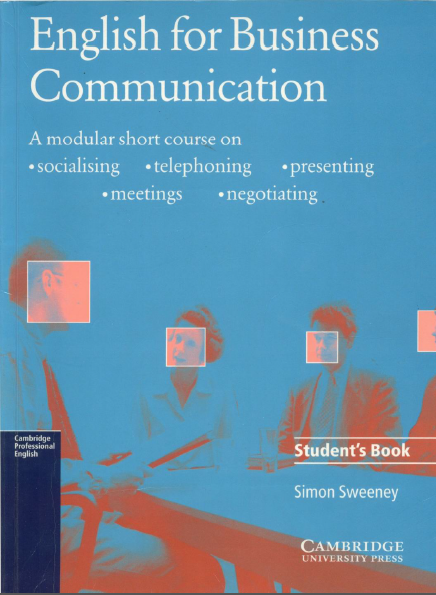 English for Business
Communication
A modular short course on
•socialising •telephoning •presenting
•meetings •negotiating
Cambridge
Professional
English
Student's Book
Simon Sweeney
CAMBRIDGE
UNIVERSITY PRESS